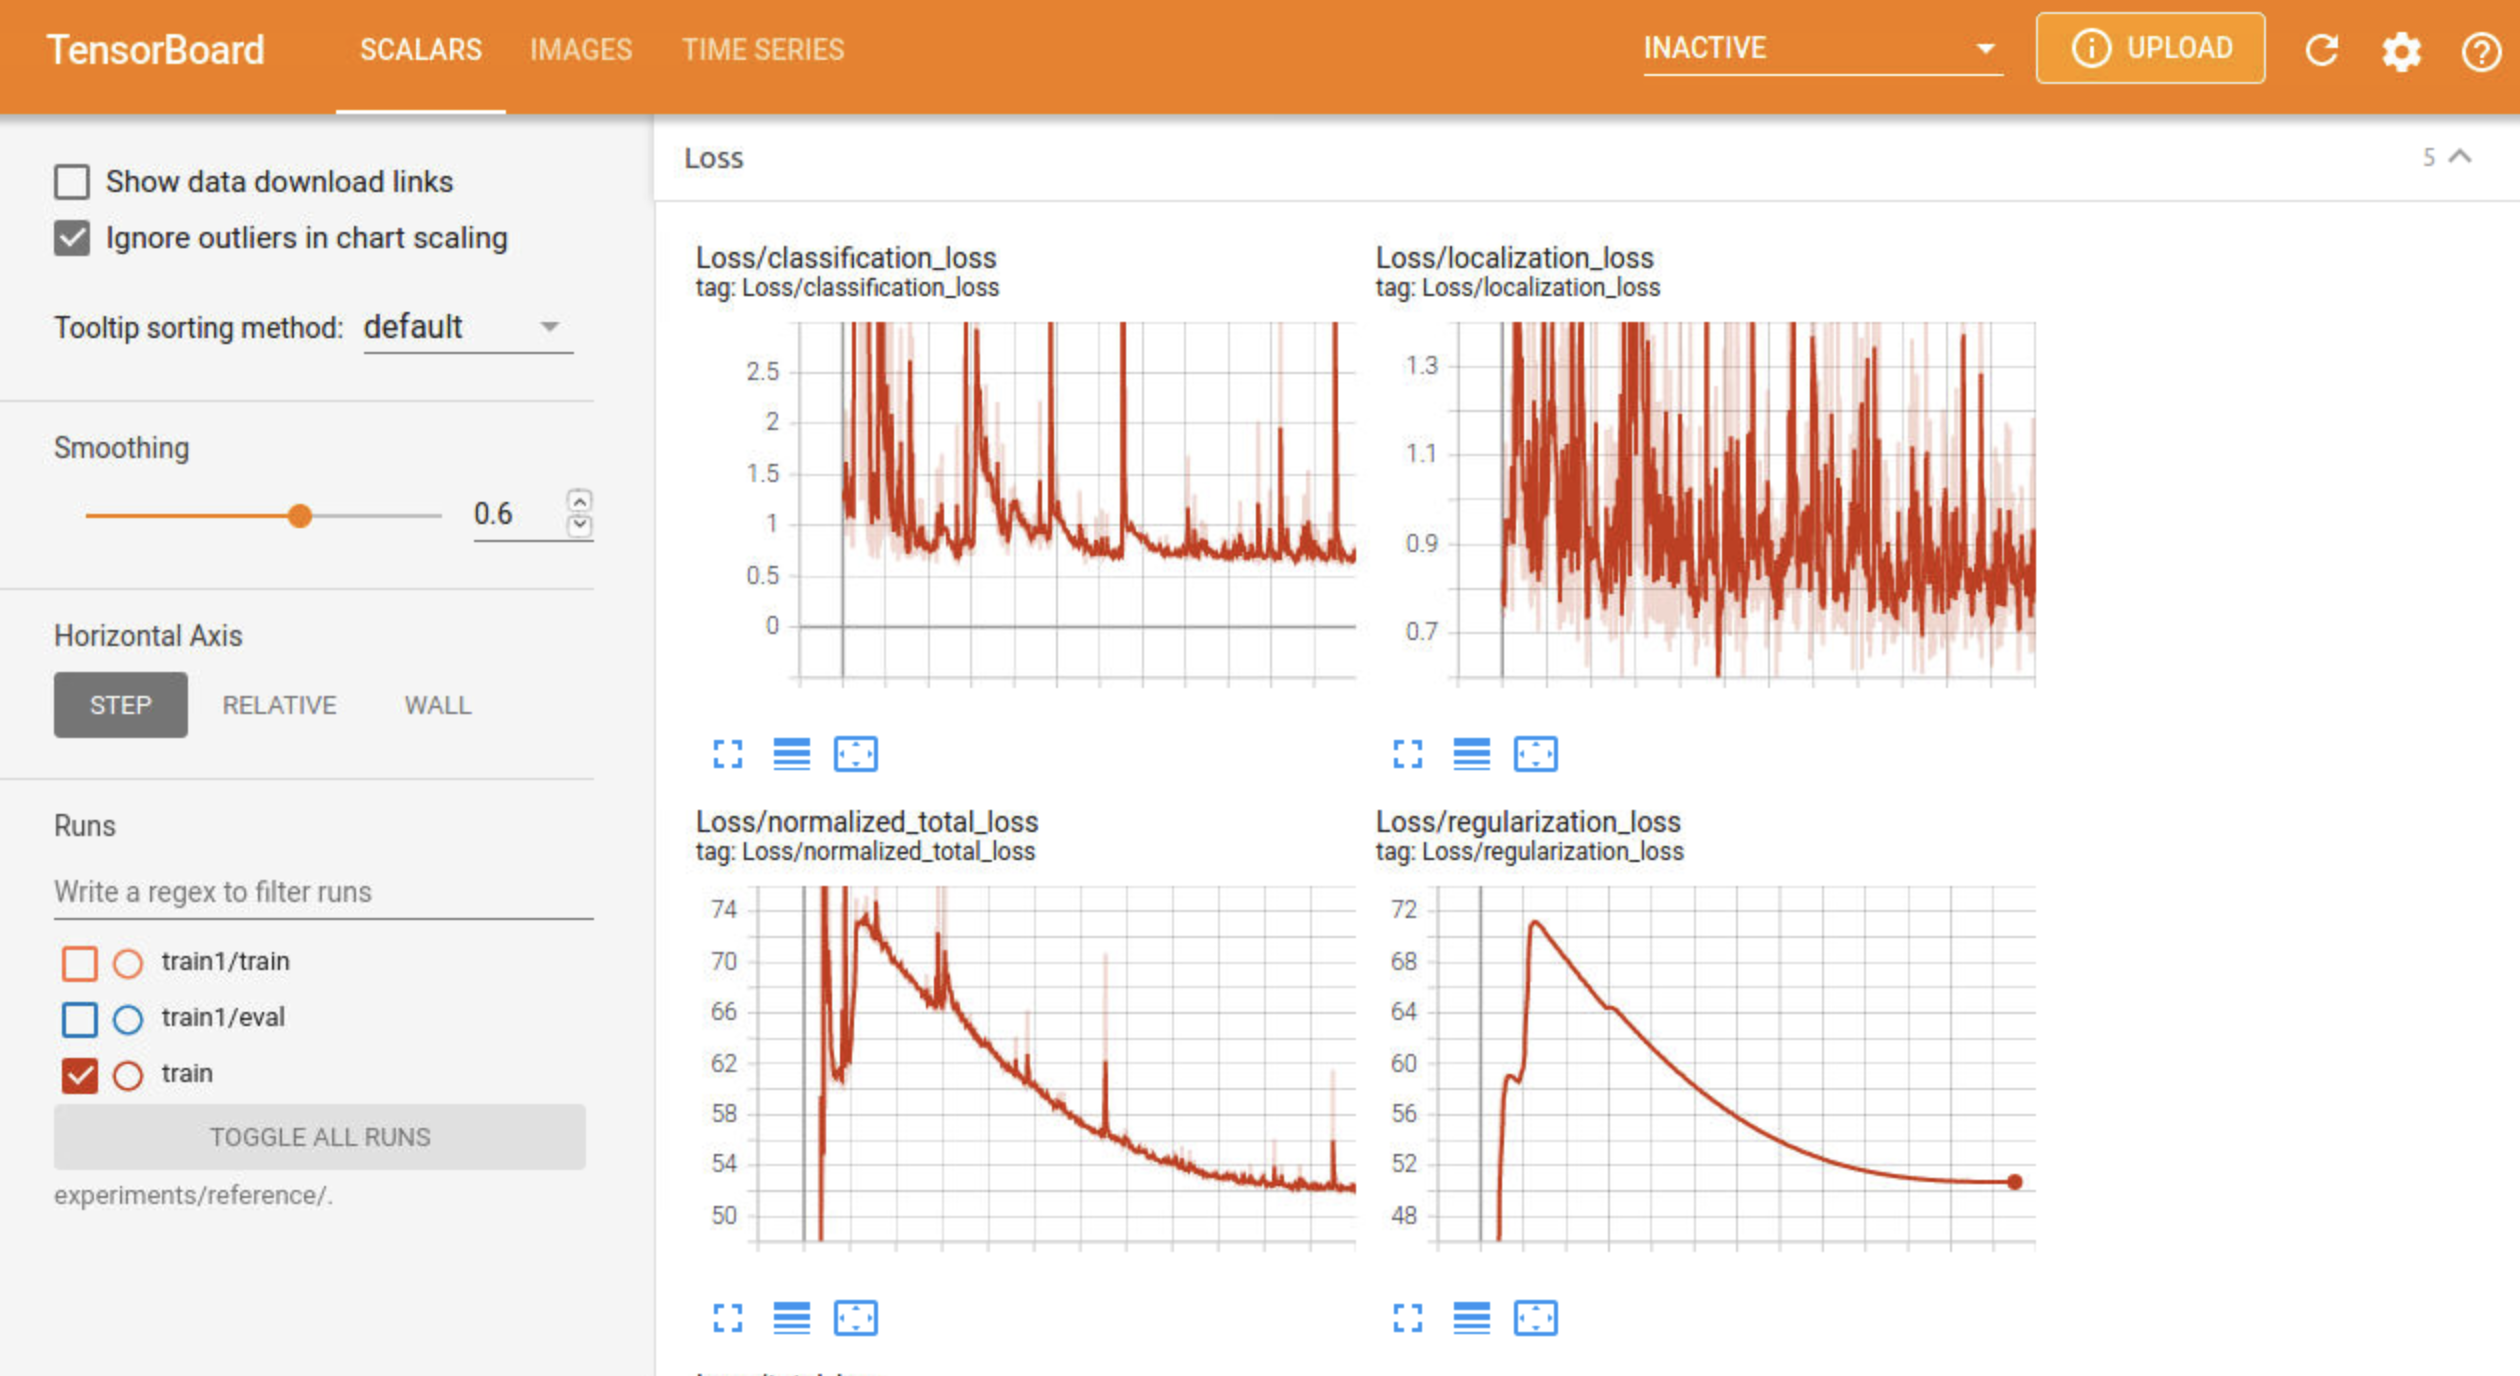 TensorBoard SCALARS IMAGES TIME SERIES INACTIVE UPLOAD
Show data download links
Ignore outliers in chart scaling
Tooltip sorting method: default
Smoothing
0.6
Horizontal Axis
STEP RELATIVE WALL
Runs
Write a regex to filter runs
train1/train
train1/eval
train
TOGGLE ALL RUNS
experiments/reference/.
Loss 5
Loss/classification_loss
tag: Loss/classification_loss
2.5
2
1.5
1
0.5
0
Loss/localization_loss
tag: Loss/localization_loss
1.3
1.1
0.9
0.7
Loss/normalized_total_loss
tag: Loss/normalized_total_loss
74
70
66
62
58
54
50
Loss/regularization_loss
tag: Loss/regularization_loss
72
68
64
60
56
52
48